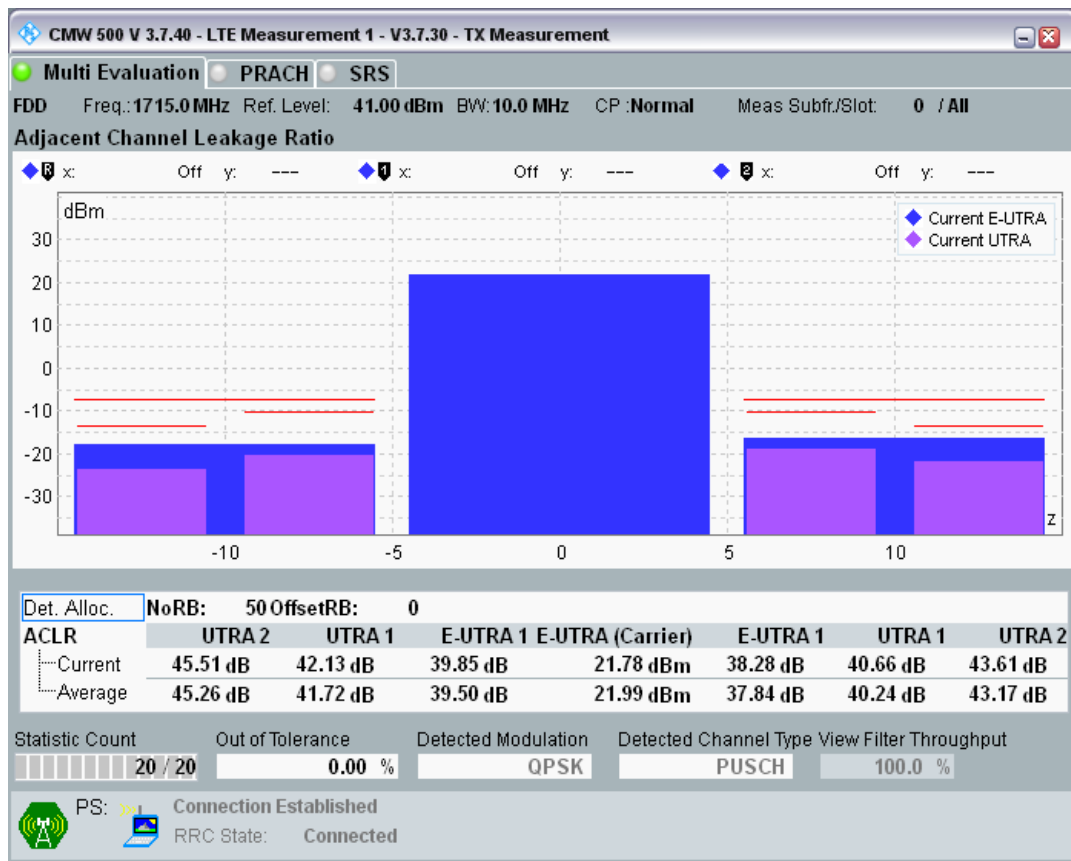 CMW 500 V 3.7.40 - LTE Measurement 1 - V3.7.30 - TX Measurement
Multi Evaluation PRACH SRS
FDD Freq.:1715.0 MHz Ref. Level: 41.00 dBm BW:10.0 MHz CP :Normal Meas Subfr./Slot: 0 / All
Adjacent Channel Leakage Ratio
R x: Off y: --- 1 x: Off y: --- 2 x: Off y: ---
dBm
Current E-UTRA
Current UTRA
30
20
10
0
-10
-20
-30
z
-10 -5 0 5 10
Det. Alloc. NoRB: 50 OffsetRB: 0
ACLR UTRA 2 UTRA 1 E-UTRA 1 E-UTRA (Carrier) E-UTRA 1 UTRA 1 UTRA 2
Current 45.51 dB 42.13 dB 39.85 dB 21.78 dBm 38.28 dB 40.66 dB 43.61 dB
Average 45.26 dB 41.72 dB 39.50 dB 21.99 dBm 37.84 dB 40.24 dB 43.17 dB
Statistic Count Out of Tolerance Detected Modulation Detected Channel Type View Filter Throughput
20 / 20 0.00 % QPSK PUSCH 100.0 %
PS: Connection Established
RRC State: Connected